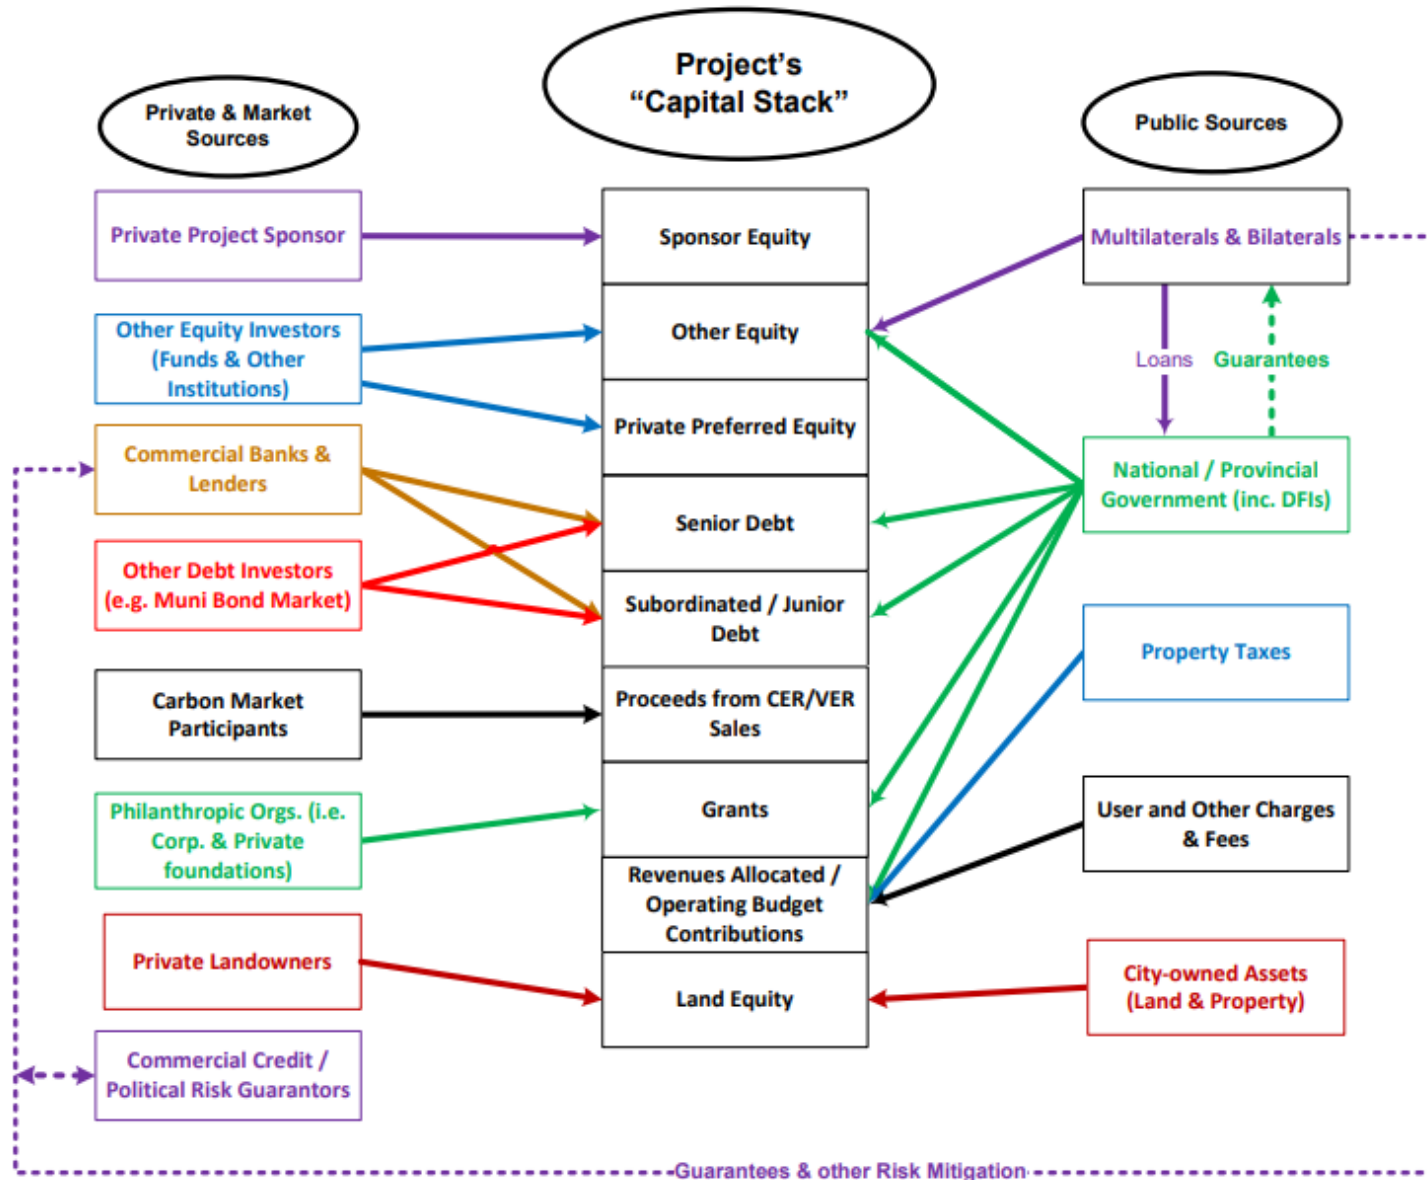 Project's
“Capital Stack”
Private & Market
Sources
Public Sources
Private Project Sponsor
Sponsor Equity
Multilaterals & Bilaterals
Other Equity Investors
(Funds & Other
Institutions)
Other Equity
Loans
Guarantees
Private Preferred Equity
Commercial Banks &
Lenders
National / Provincial
Government (inc. DFIs)
Senior Debt
Other Debt Investors
(e.g. Muni Bond Market)
Subordinated / Junior
Debt
Property Taxes
Carbon Market
Participants
Proceeds from CER/VER
Sales
Philanthropic Orgs. (i.e.
Corp. & Private
foundations)
Grants
User and Other Charges
& Fees
Revenues Allocated /
Operating Budget
Contributions
Private Landowners
Land Equity
City-owned Assets
(Land & Property)
Commercial Credit /
Political Risk Guarantors
Guarantees & other Risk Mitigation